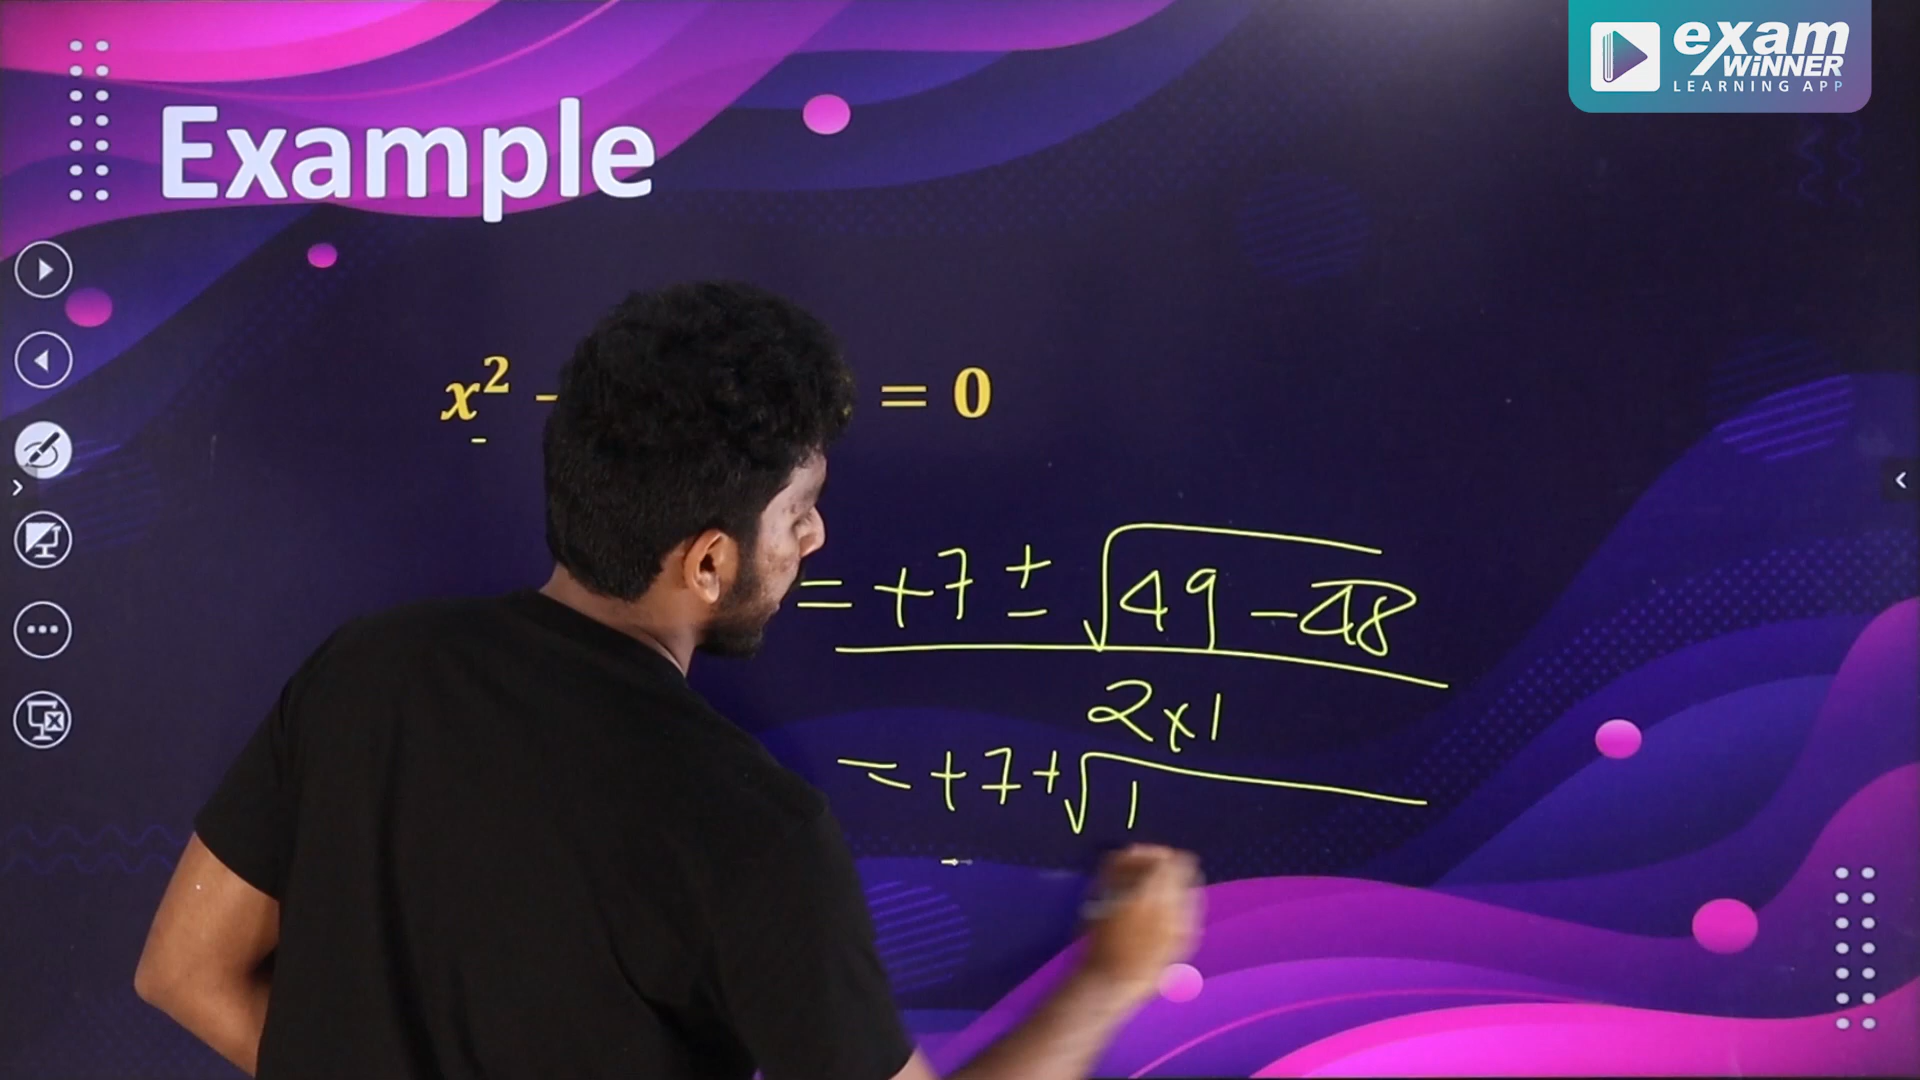 exam
WiNNER
LEARNING APP
Example
x² - = 0
= +7 ± √49 - 48
2x1
= +7 + √1